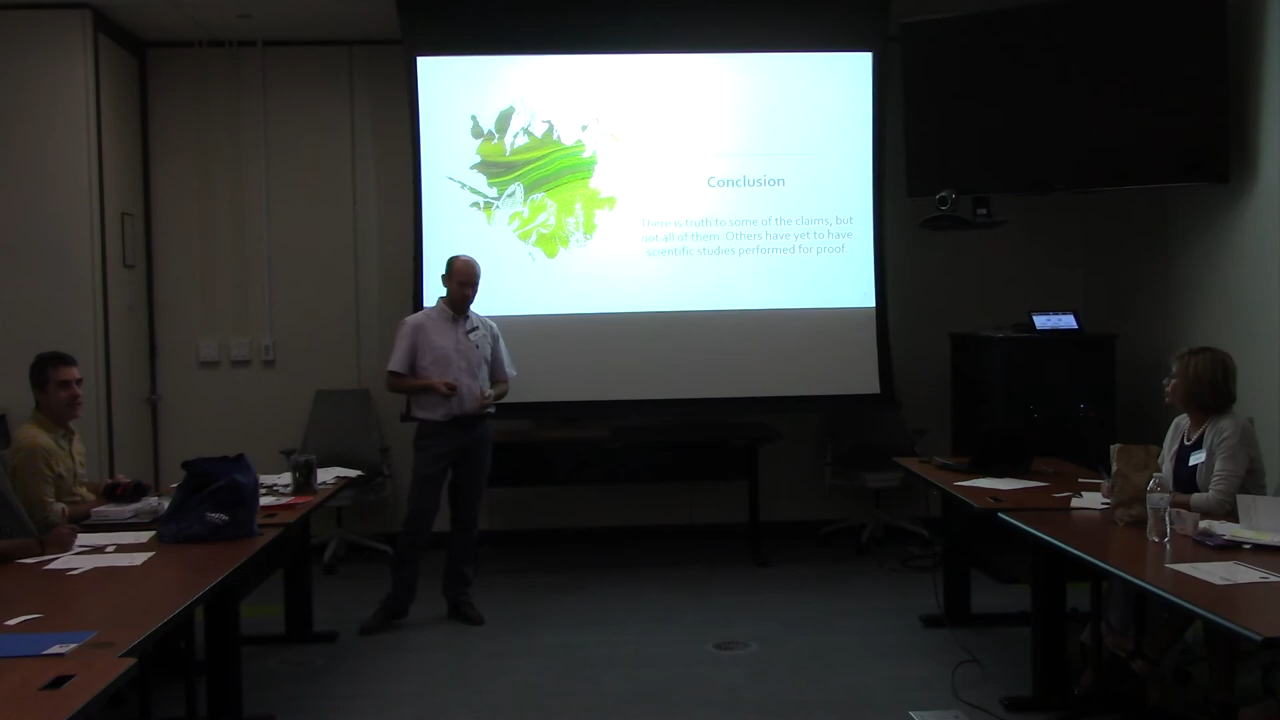 Conclusion
There is truth to some of the claims, but
not all of them. Others have yet to have
scientific studies performed for proof.